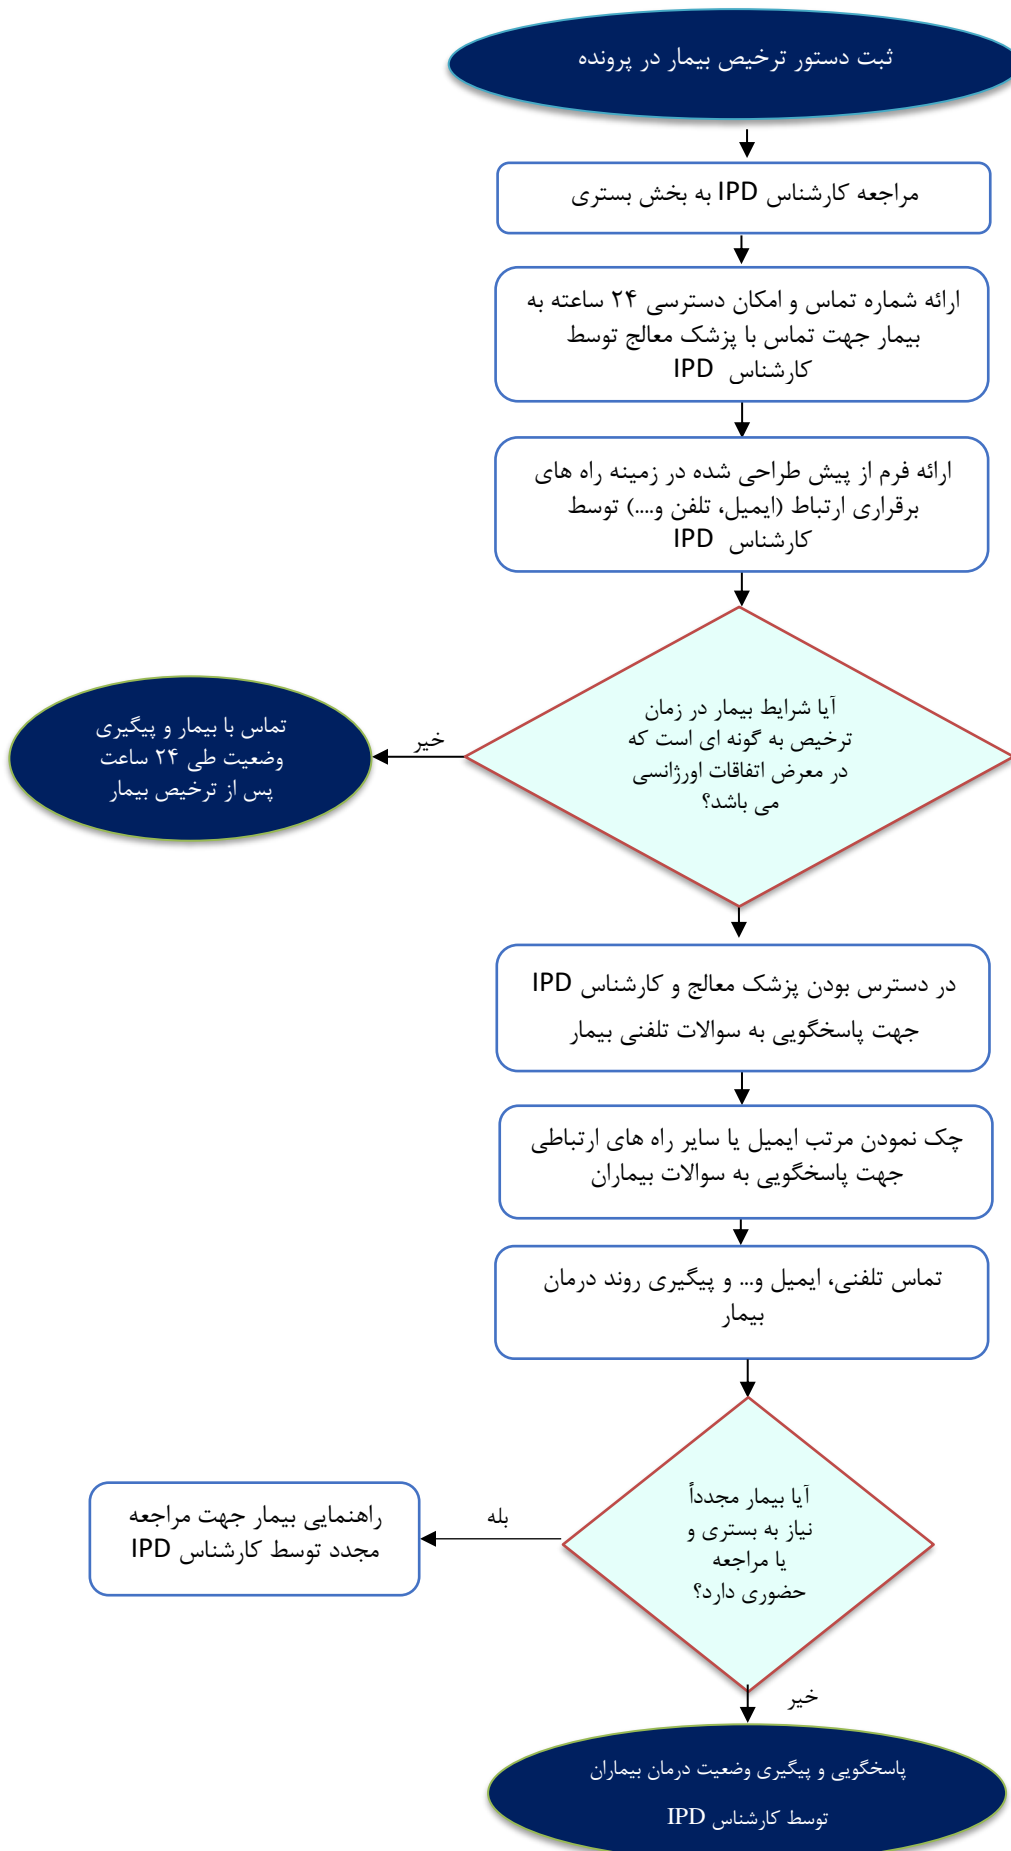 ثبت دستور ترخیص بیمار در پرونده
مراجعه کارشناس IPD به بخش بستری
ارائه شماره تماس و امکان دسترسی ۲۴ ساعته به
بیمار جهت تماس با پزشک معالج توسط
کارشناس IPD
ارائه فرم از پیش طراحی شده در زمینه راه های
برقراری ارتباط (ایمیل، تلفن و....) توسط
کارشناس IPD
آیا شرایط بیمار در زمان
ترخیص به گونه ای است که
در معرض اتفاقات اورژانسی
می باشد؟
خیر
تماس با بیمار و پیگیری
وضعیت طی ۲۴ ساعت
پس از ترخیص بیمار
در دسترس بودن پزشک معالج و کارشناس IPD
جهت پاسخگویی به سوالات تلفنی بیمار
چک نمودن مرتب ایمیل یا سایر راه های ارتباطی
جهت پاسخگویی به سوالات بیماران
تماس تلفنی، ایمیل و... و پیگیری روند درمان
بیمار
آیا بیمار مجدداً
نیاز به بستری و
یا مراجعه
حضوری دارد؟
بله
راهنمایی بیمار جهت مراجعه
مجدد توسط کارشناس IPD
خیر
پاسخگویی و پیگیری وضعیت درمان بیماران
توسط کارشناس IPD